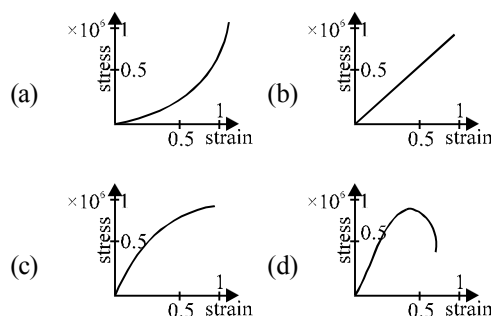 ×10⁶ 1 ×10⁶ 1
stress stress
(a) 0.5 (b) 0.5
1 1
0.5 strain 0.5 strain
×10⁶ 1 ×10⁶ 1
stress stress
(c) 0.5 (d) 0.5
1 1
0.5 strain 0.5 strain